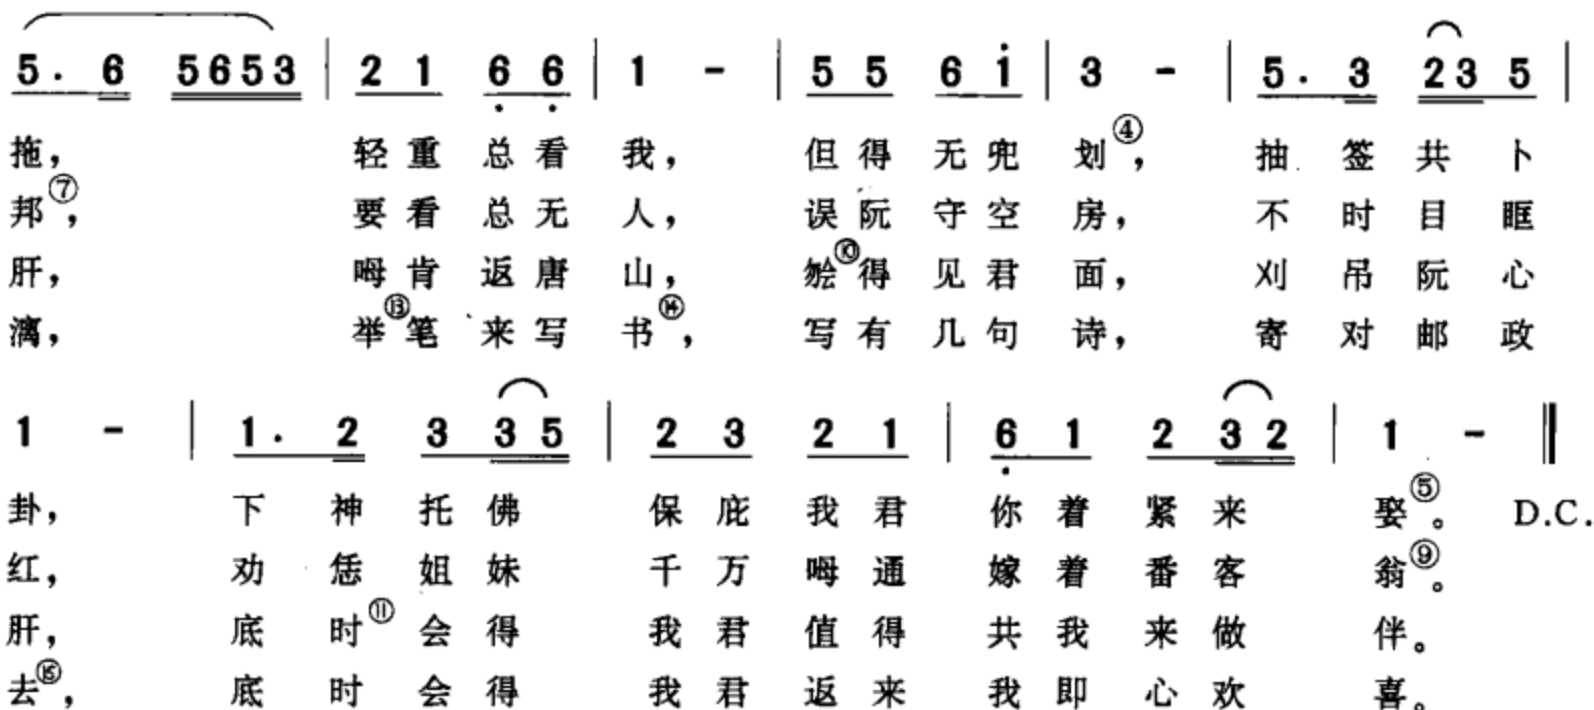 5. 6 5653 | 2 1 6̣ 6̣ | 1 - | 5 5 6 i̇ | 3 - | 5. 3 23 5 |
拖， 轻重总看我， 但得无兜划④， 抽签共卜
邦⑦， 要看总无人， 误阮守空房， 不时目眶
肝， 呣肯返唐山， 𣍐⑩得见君面， 刈吊阮心
漓， 举⑬笔来写书⑭， 写有几句诗， 寄对邮政
1 - | 1. 2 3 35 | 2 3 2 1 | 6̣ 1 2 32 | 1 - ‖
卦， 下神托佛 保庇我君 你着紧来 娶⑤。 D.C.
红， 劝恁姐妹 千万呣通 嫁着番客 翁⑨。
肝， 底时⑪会得 我君值得 共我来做 伴。
去⑮， 底时会得 我君返来 我即心欢 喜。